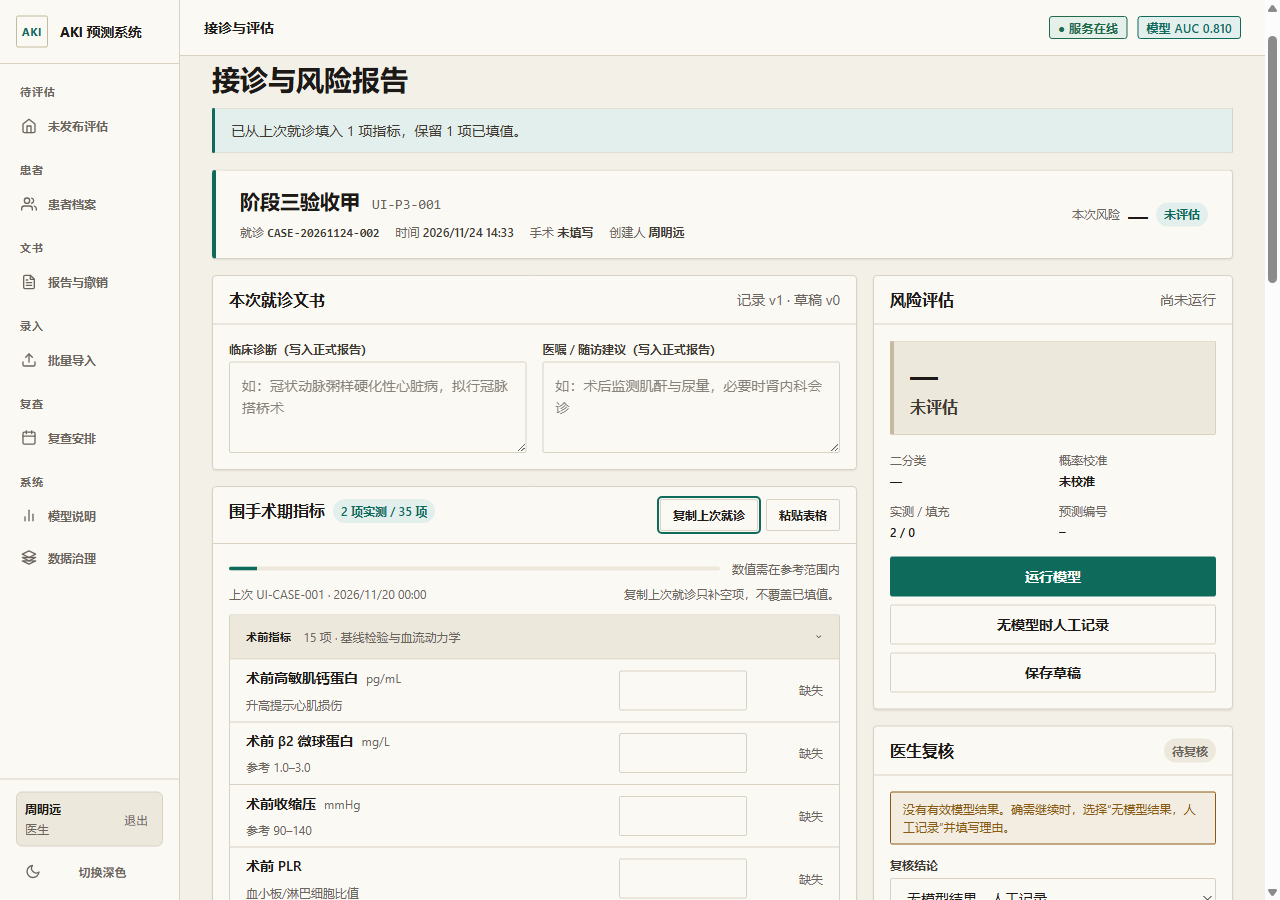 AKI
AKI 预测系统
接诊与评估
● 服务在线
模型 AUC 0.810
待评估
未发布评估
患者
患者档案
文书
报告与撤销
录入
批量导入
复查
复查安排
系统
模型说明
数据治理
周明远
医生
退出
切换深色
接诊与风险报告
已从上次就诊填入 1 项指标，保留 1 项已填值。
阶段三验收甲 UI-P3-001
就诊 CASE-20261124-002 时间 2026/11/24 14:33 手术 未填写 创建人 周明远
本次风险 — 未评估
本次就诊文书
记录 v1 · 草稿 v0
临床诊断（写入正式报告）
如：冠状动脉粥样硬化性心脏病，拟行冠脉
搭桥术
医嘱 / 随访建议（写入正式报告）
如：术后监测肌酐与尿量，必要时肾内科会
诊
围手术期指标 2 项实测 / 35 项
复制上次就诊
粘贴表格
数值需在参考范围内
上次 UI-CASE-001 · 2026/11/20 00:00
复制上次就诊只补空项，不覆盖已填值。
术前指标 15 项 · 基线检验与血流动力学
术前高敏肌钙蛋白 pg/mL
升高提示心肌损伤
缺失
术前 β2 微球蛋白 mg/L
参考 1.0–3.0
缺失
术前收缩压 mmHg
参考 90–140
缺失
术前 PLR
血小板/淋巴细胞比值
缺失
风险评估
尚未运行
—
未评估
二分类
—
概率校准
未校准
实测 / 填充
2 / 0
预测编号
–
运行模型
无模型时人工记录
保存草稿
医生复核
待复核
没有有效模型结果。确需继续时，选择“无模型结果，人
工记录”并填写理由。
复核结论
无模型结果，人工记录